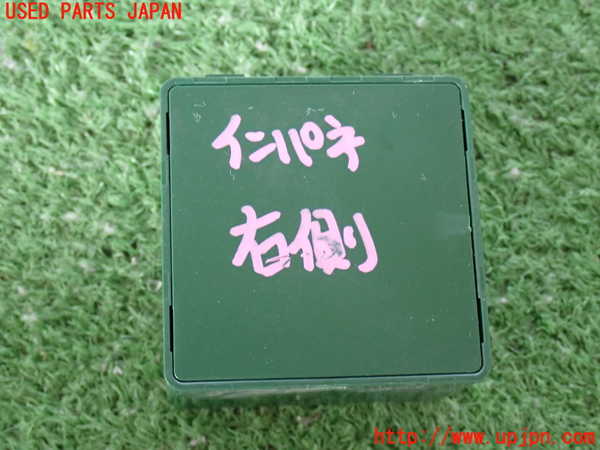 USED PARTS JAPAN
インパネ
右側
http://www.upjpn.com/